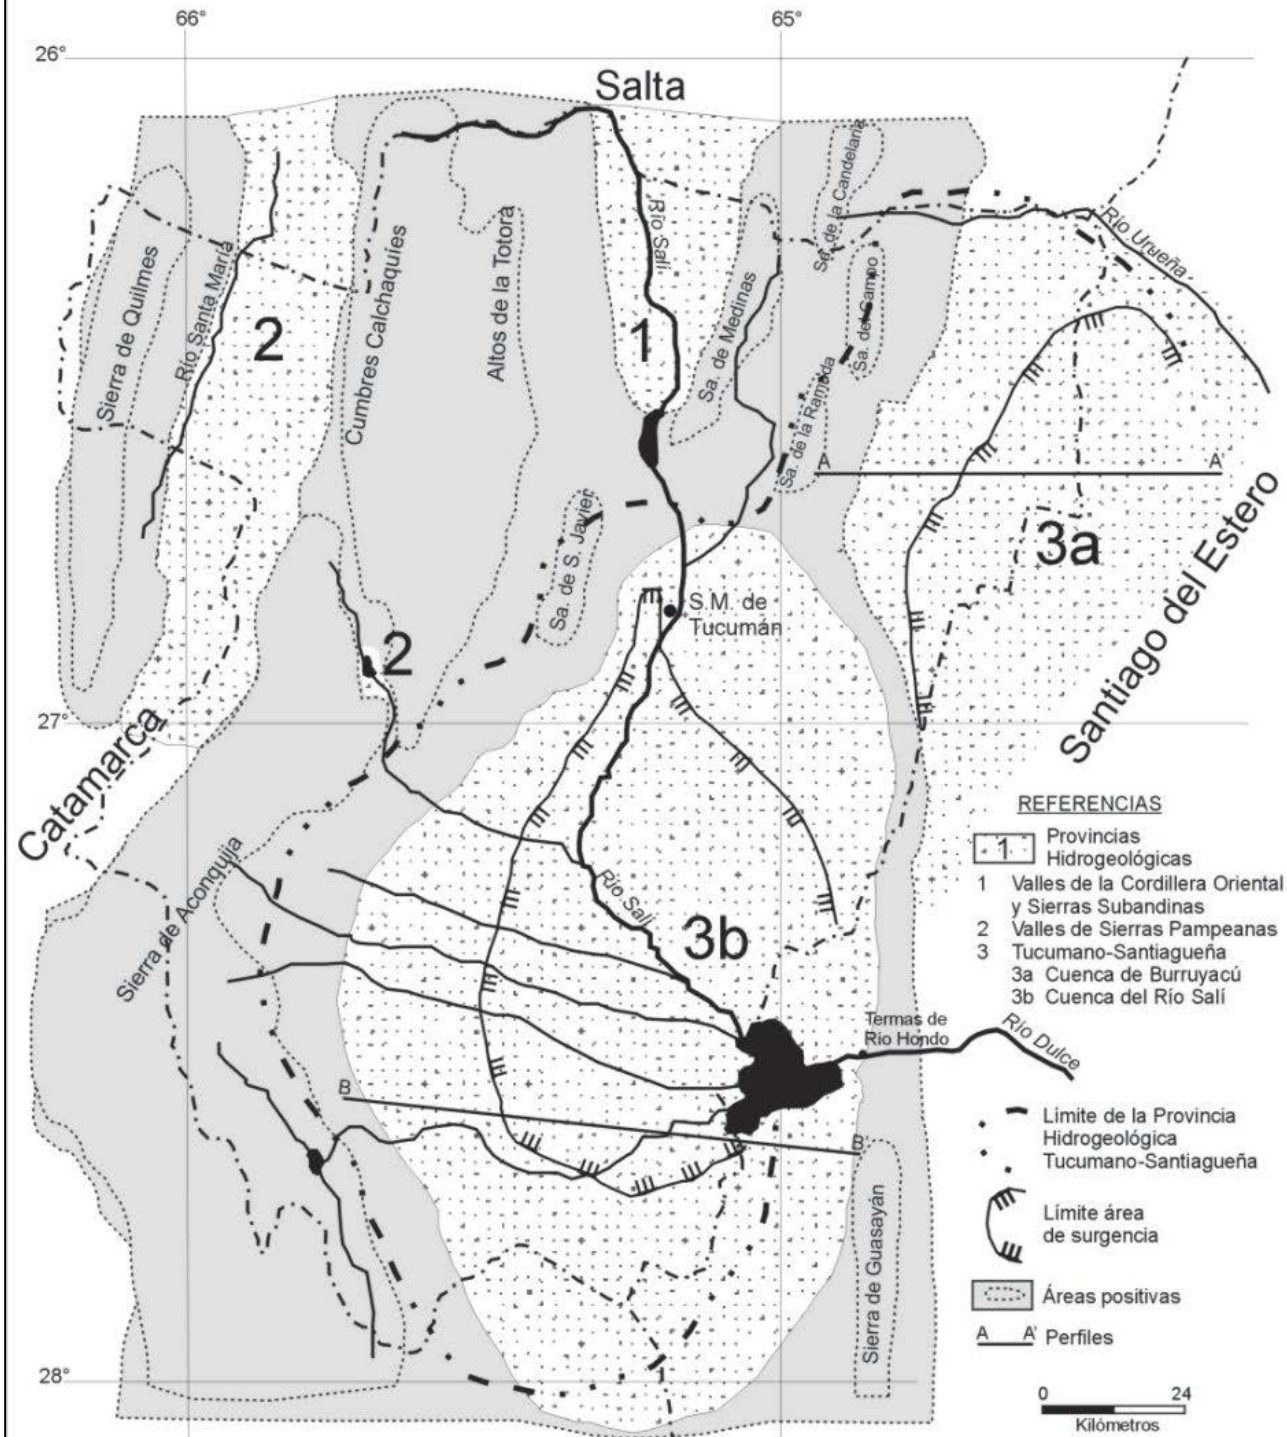 66°
65°
26°
Salta
Sierra de Quilmes
Río Santa María
2
Cumbres Calchaquíes
Altos de la Totora
Río Salí
1
Sa. de Medinas
Sa. de la Candelaria
Sa. del Campo
Sa. de la Ramada
Río Urueña
A
A'
3a
Santiago del Estero
Sa. de S. Javier
S.M. de
Tucumán
2
27°
Catamarca
Sierra de Aconquija
Río Salí
3b
Termas de
Río Hondo
Río Dulce
B
B'
Sierra de Guasayán
28°
REFERENCIAS
1 Provincias
Hidrogeológicas
1 Valles de la Cordillera Oriental
y Sierras Subandinas
2 Valles de Sierras Pampeanas
3 Tucumano-Santiagueña
3a Cuenca de Burruyacú
3b Cuenca del Río Salí
Límite de la Provincia
Hidrogeológica
Tucumano-Santiagueña
Límite área
de surgencia
Áreas positivas
A A' Perfiles
0 24
Kilómetros